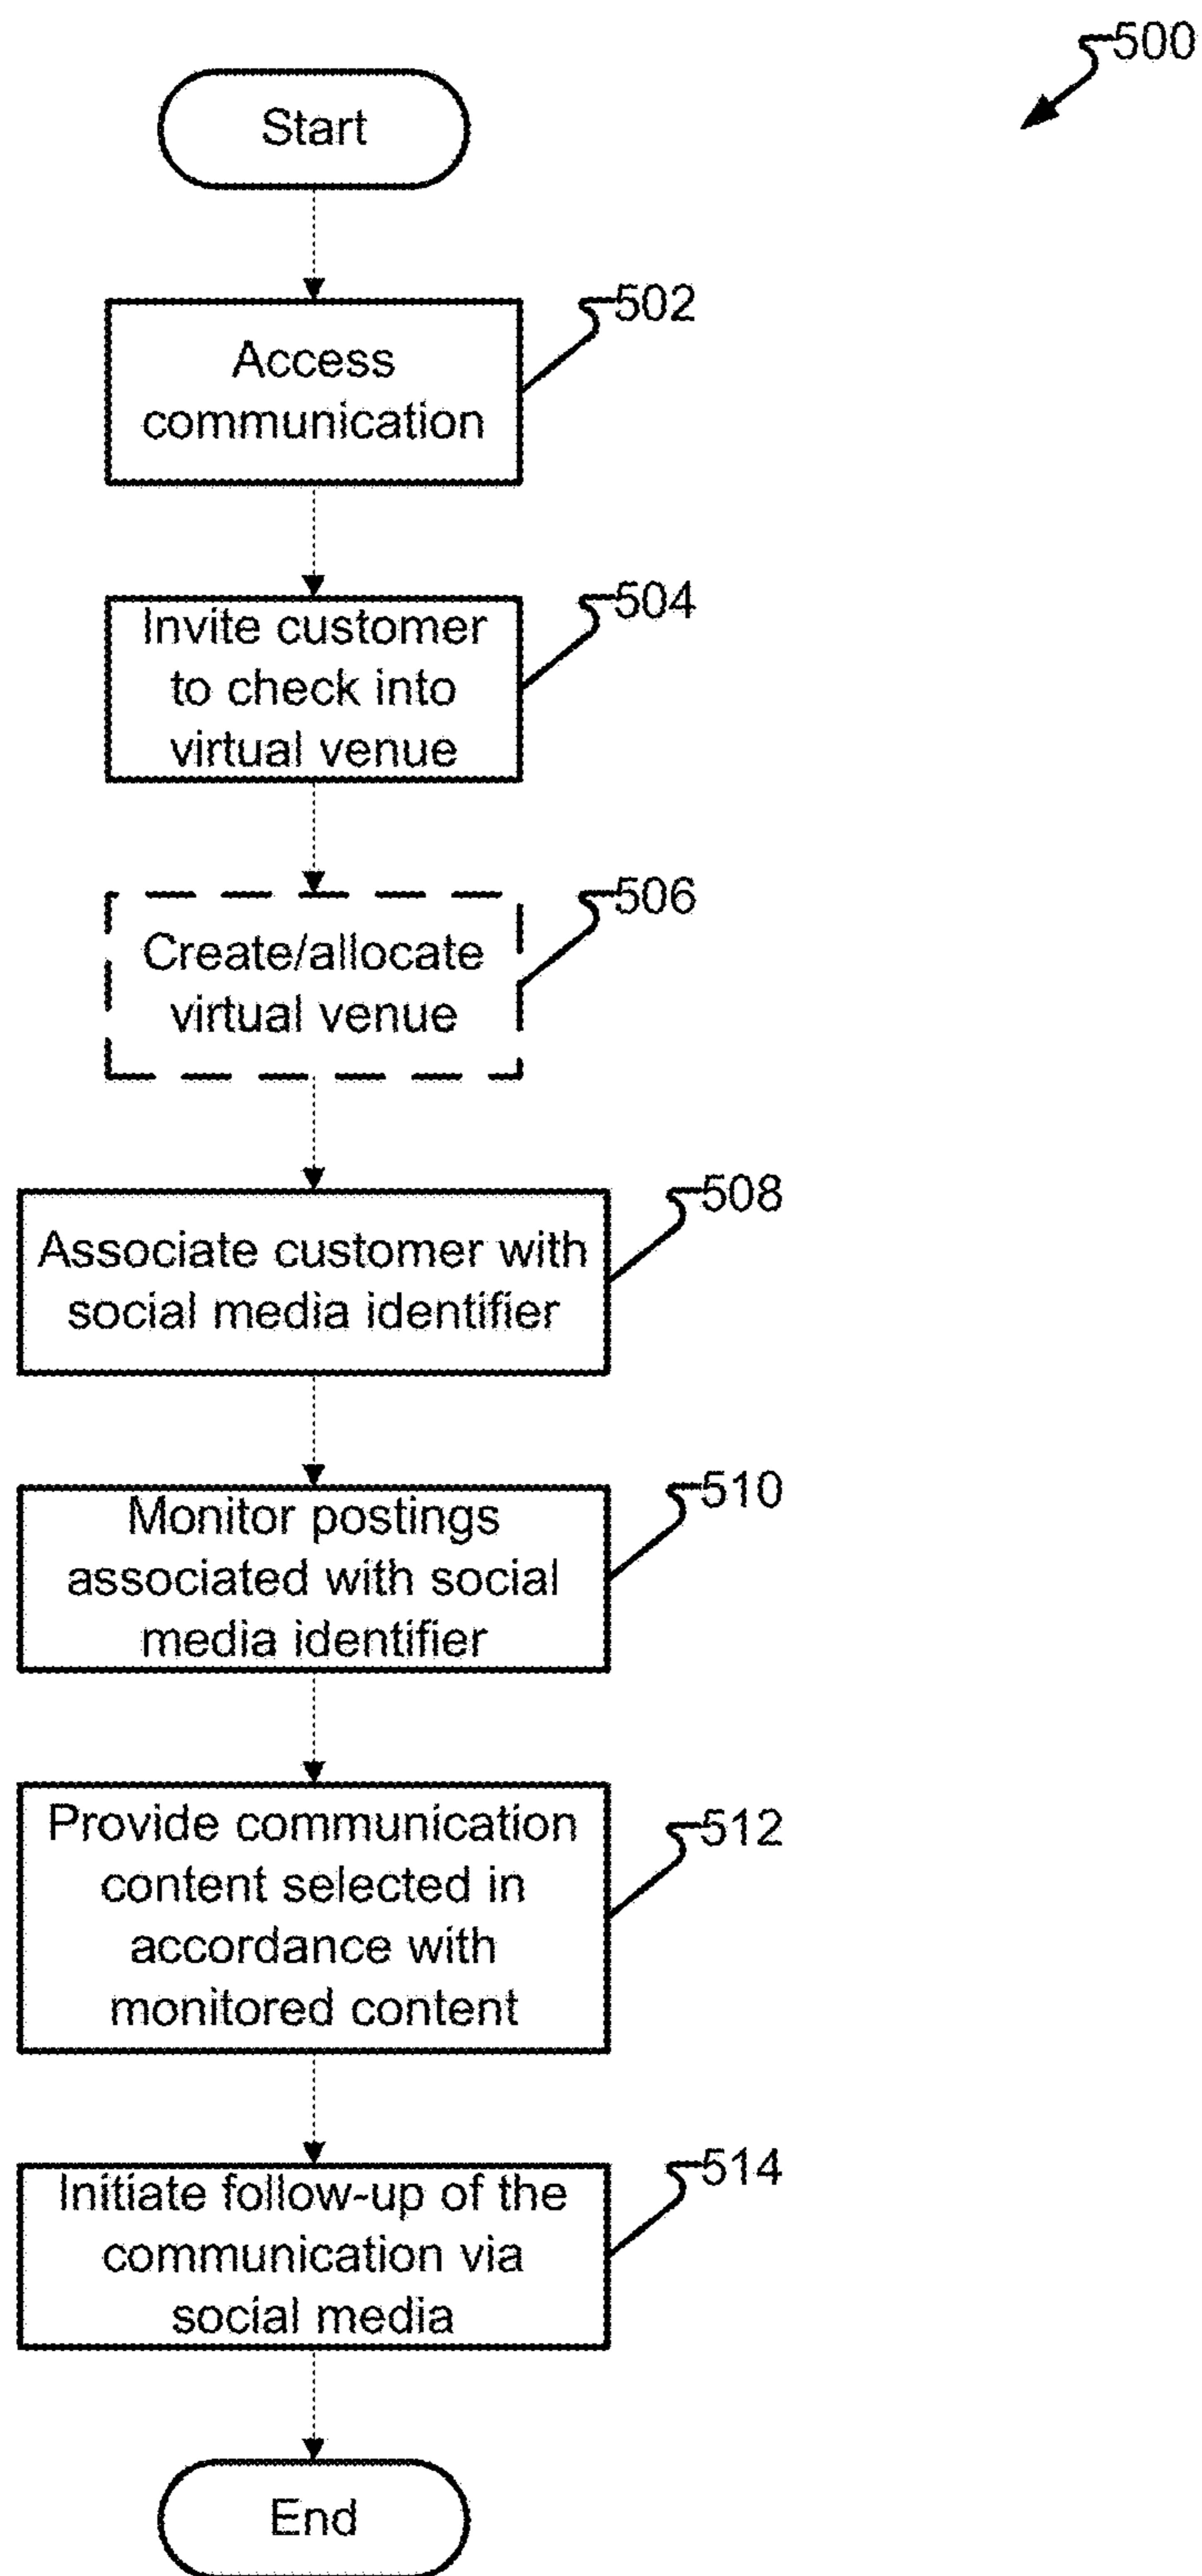 500
Start
502
Access
communication
504
Invite customer
to check into
virtual venue
506
Create/allocate
virtual venue
508
Associate customer with
social media identifier
510
Monitor postings
associated with social
media identifier
512
Provide communication
content selected in
accordance with
monitored content
514
Initiate follow-up of the
communication via
social media
End